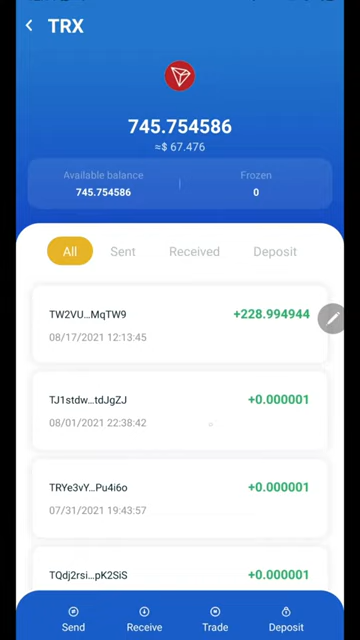 TRX
745.754586
≈$ 67.476
Available balance
745.754586
Frozen
0
All
Sent
Received
Deposit
TW2VU...MqTW9
+228.994944
08/17/2021 12:13:45
TJ1stdw...tdJgZJ
+0.000001
08/01/2021 22:38:42
TRYe3vY...Pu4i6o
+0.000001
07/31/2021 19:43:57
TQdj2rsi...pK2SiS
+0.000001
Send
Receive
Trade
Deposit